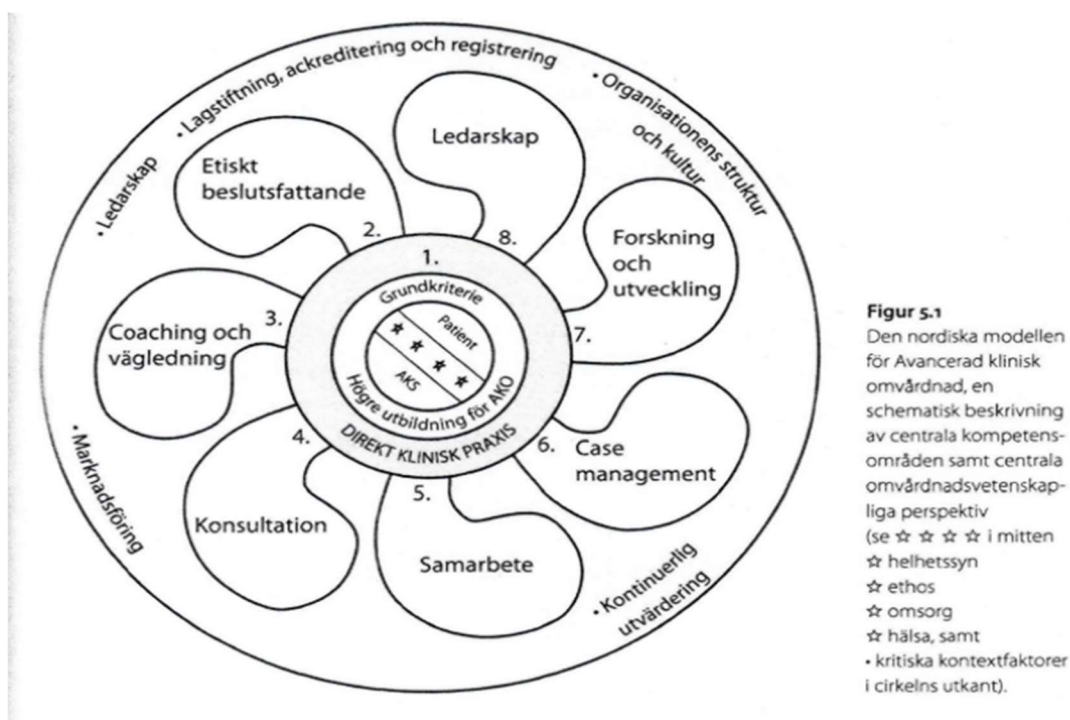 • Lagstiftning, ackreditering och registrering
• Organisationens struktur
och kultur
• Ledarskap
• Marknadsföring
• Kontinuerlig
utvärdering
1.
Grundkriterie
Patient
☆ ☆ ☆ ☆
AKS
Högre utbildning för AKO
DIREKT KLINISK PRAXIS
2.
Etiskt
beslutsfattande
3.
Coaching och
vägledning
4.
Konsultation
5.
Samarbete
6.
Case
management
7.
Forskning
och
utveckling
8.
Ledarskap
Figur 5.1
Den nordiska modellen
för Avancerad klinisk
omvårdnad, en
schematisk beskrivning
av centrala kompetens-
områden samt centrala
omvårdnadsvetenskap-
liga perspektiv
(se ☆ ☆ ☆ ☆ i mitten
☆ helhetssyn
☆ ethos
☆ omsorg
☆ hälsa, samt
• kritiska kontextfaktorer
i cirkelns utkant).